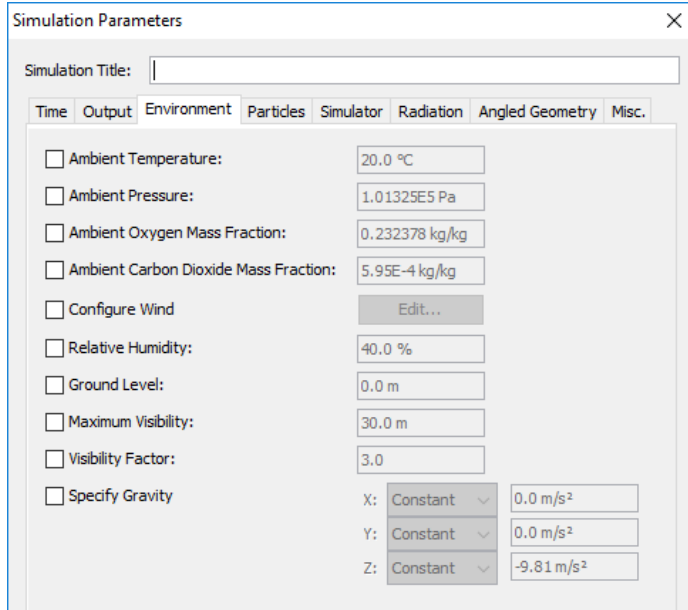 Simulation Parameters
Simulation Title:
Time Output Environment Particles Simulator Radiation Angled Geometry Misc.
Ambient Temperature: 20.0 °C
Ambient Pressure: 1.01325E5 Pa
Ambient Oxygen Mass Fraction: 0.232378 kg/kg
Ambient Carbon Dioxide Mass Fraction: 5.95E-4 kg/kg
Configure Wind Edit...
Relative Humidity: 40.0 %
Ground Level: 0.0 m
Maximum Visibility: 30.0 m
Visibility Factor: 3.0
Specify Gravity X: Constant 0.0 m/s²
Y: Constant 0.0 m/s²
Z: Constant -9.81 m/s²